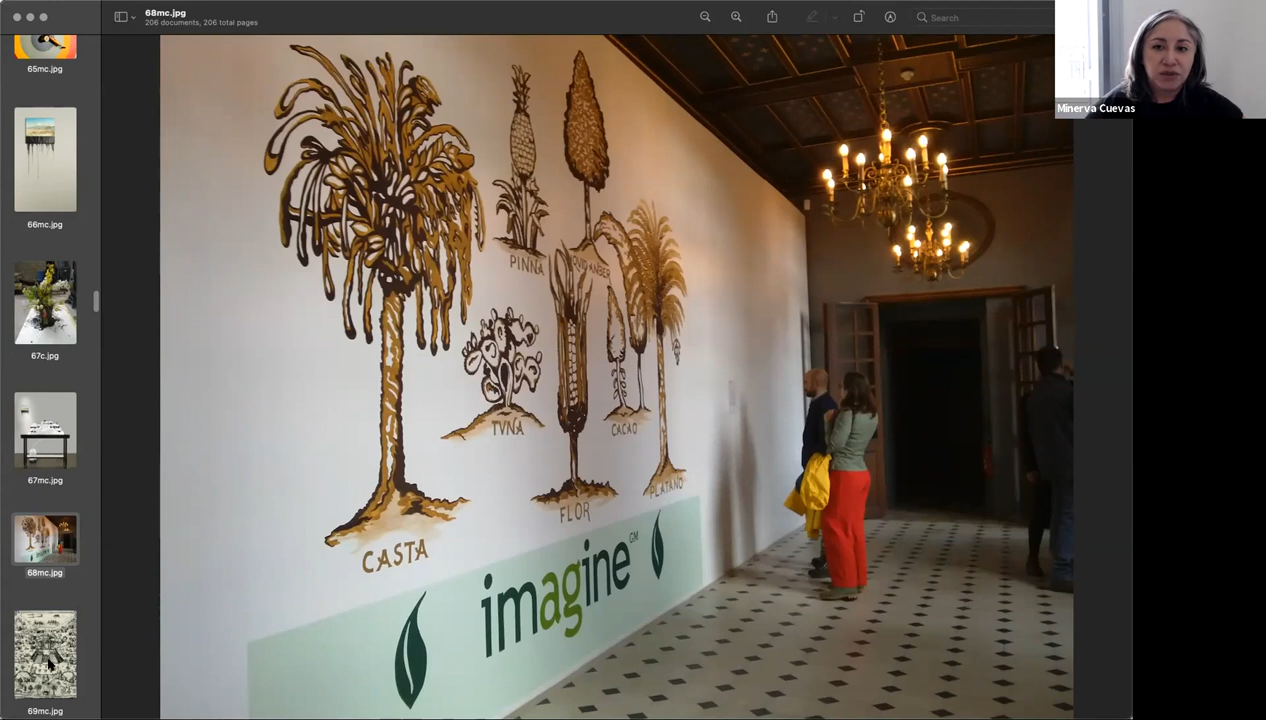 68mc.jpg
206 documents, 206 total pages
Search
Minerva Cuevas
65mc.jpg
66mc.jpg
67c.jpg
67mc.jpg
68mc.jpg
69mc.jpg
PINNA
TVNA
CACAO
PLATANO
FLOR
CASTA
imagine
GM